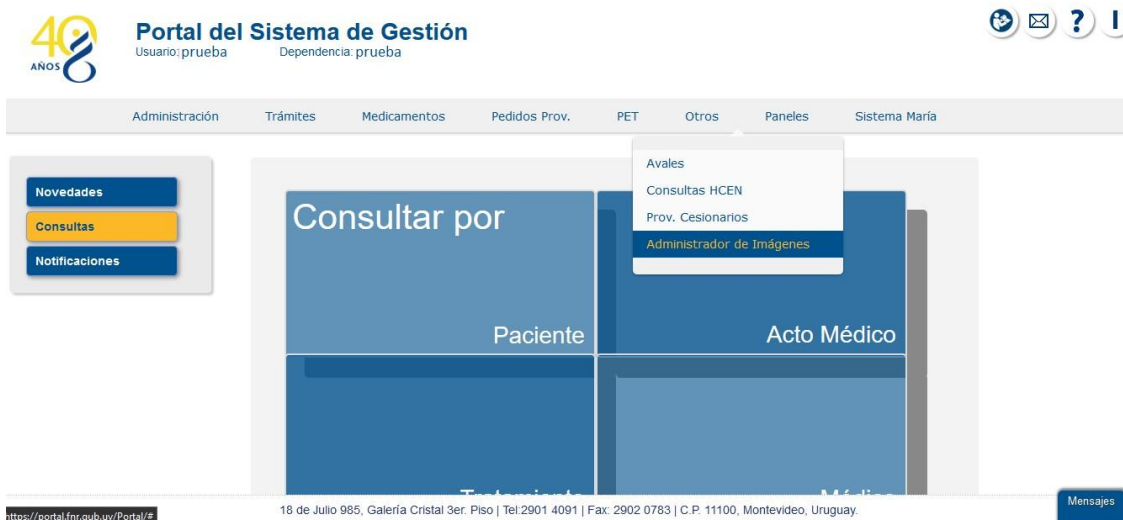 40 8
AÑOS
Portal del Sistema de Gestión
Usuario: prueba Dependencia: prueba
?
Administración Trámites Medicamentos Pedidos Prov. PET Otros Paneles Sistema María
Avales
Consultas HCEN
Prov. Cesionarios
Administrador de Imágenes
Novedades
Consultas
Notificaciones
Consultar por
Paciente
Acto Médico
Tratamiento
Médico
Mensajes
18 de Julio 985, Galería Cristal 3er. Piso | Tel:2901 4091 | Fax: 2902 0783 | C.P. 11100, Montevideo, Uruguay.
https://portal.fnr.gub.uy/Portal/#